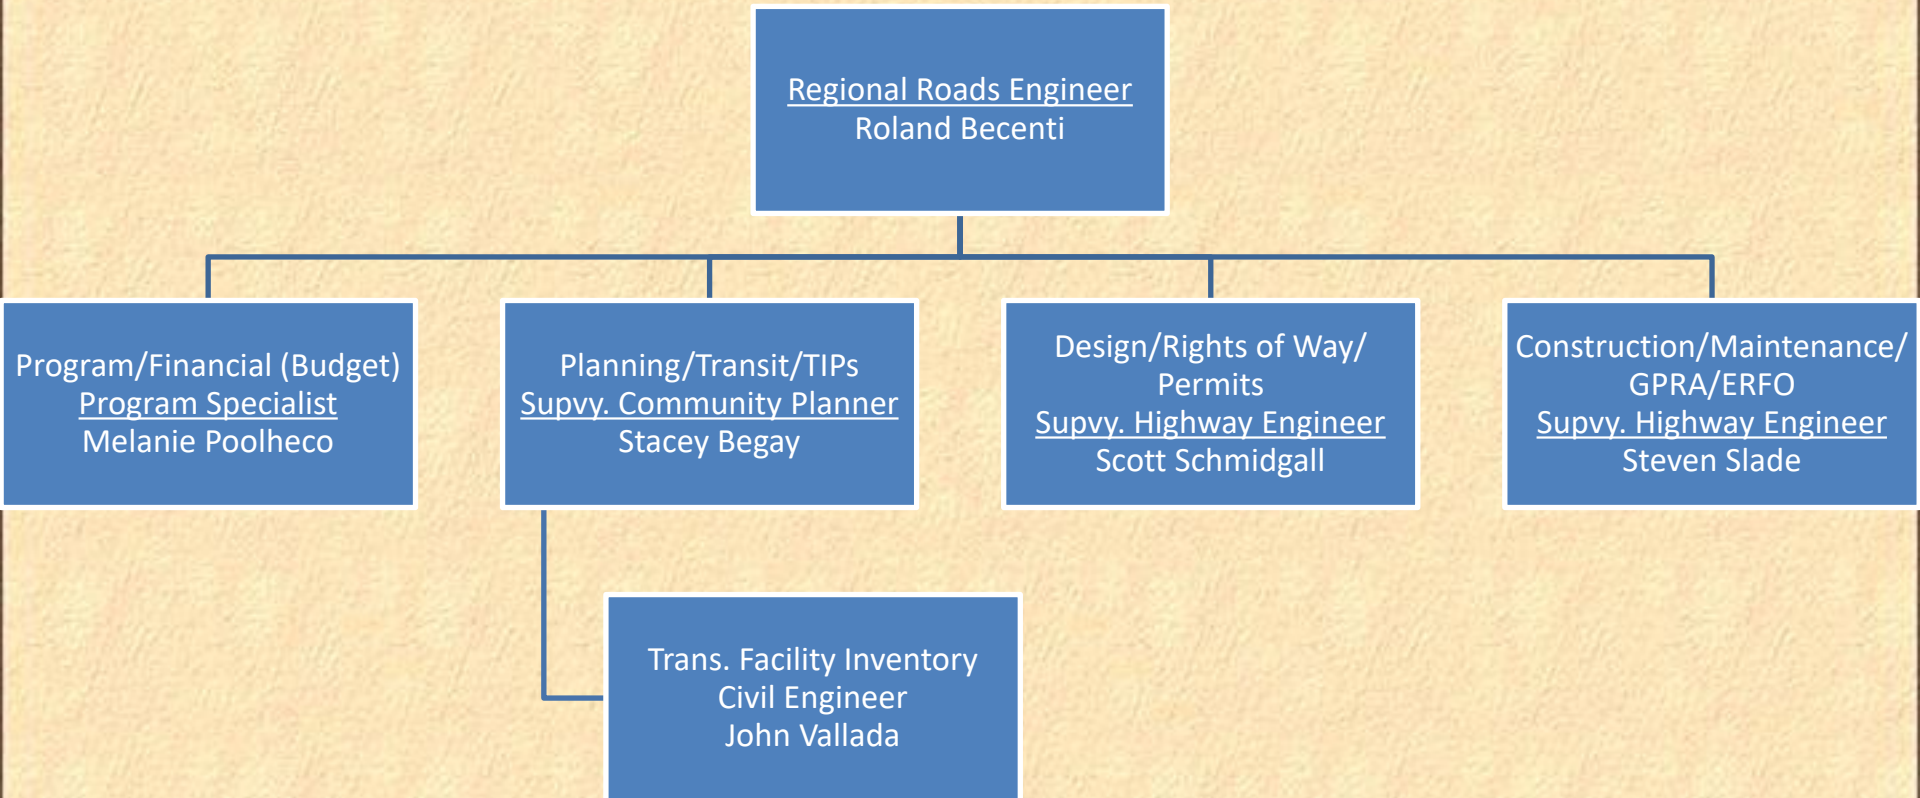 Regional Roads Engineer
Roland Becenti
Program/Financial (Budget)
Program Specialist
Melanie Poolheco
Planning/Transit/TIPs
Supvy. Community Planner
Stacey Begay
Design/Rights of Way/
Permits
Supvy. Highway Engineer
Scott Schmidgall
Construction/Maintenance/
GPRA/ERFO
Supvy. Highway Engineer
Steven Slade
Trans. Facility Inventory
Civil Engineer
John Vallada